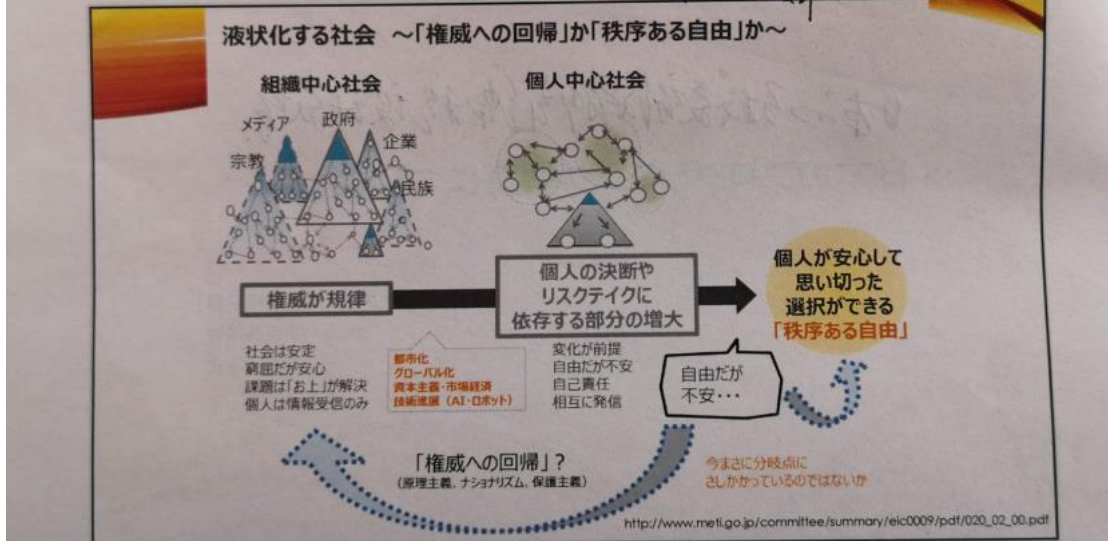 液状化する社会 ～「権威への回帰」か「秩序ある自由」か～
組織中心社会
個人中心社会
メディア
政府
企業
宗教
民族
権威が規律
個人の決断や
リスクテイクに
依存する部分の増大
個人が安心して
思い切った
選択ができる
「秩序ある自由」
社会は安定
窮屈だが安心
課題は「お上」が解決
個人は情報受信のみ
都市化
グローバル化
資本主義・市場経済
技術進展（AI・ロボット）
変化が前提
自由だが不安
自己責任
相互に発信
自由だが
不安・・・
「権威への回帰」？
（原理主義、ナショナリズム、保護主義）
今まさに分岐点に
さしかかっているのではないか
http://www.meti.go.jp/committee/summary/eic0009/pdf/020_02_00.pdf